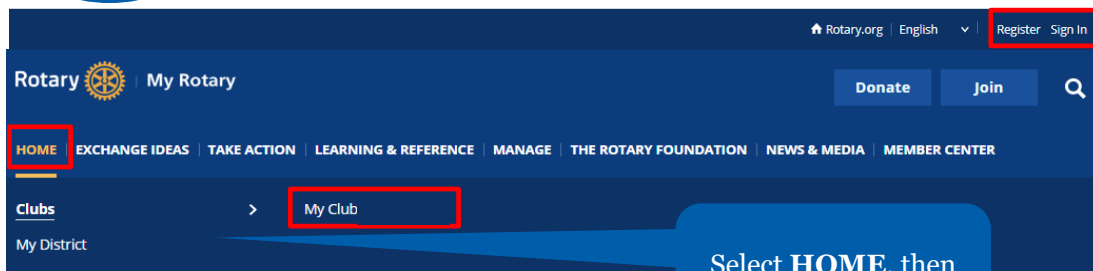 Rotary.org English Register Sign In
Rotary My Rotary Donate Join
HOME EXCHANGE IDEAS TAKE ACTION LEARNING & REFERENCE MANAGE THE ROTARY FOUNDATION NEWS & MEDIA MEMBER CENTER
Clubs > My Club
My District
Select HOME, then